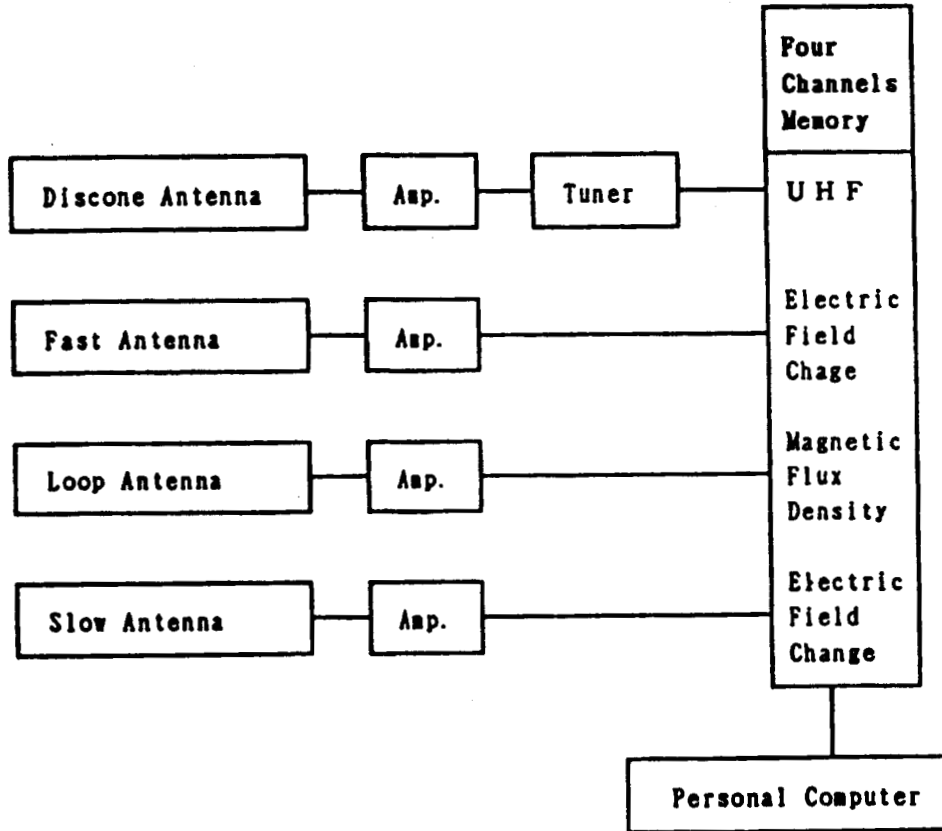 Four
Channels
Memory
Discone Antenna
Amp.
Tuner
UHF
Fast Antenna
Amp.
Electric
Field
Chage
Loop Antenna
Amp.
Magnetic
Flux
Density
Slow Antenna
Amp.
Electric
Field
Change
Personal Computer